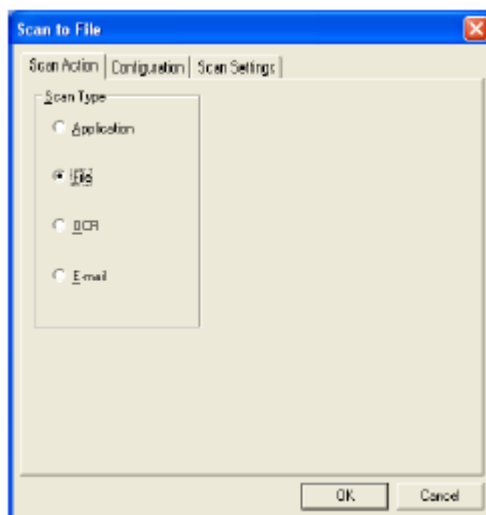 Scan to File
Scan Action Configuration Scan Settings
Scan Type
Application
File
OCR
E-mail
OK Cancel